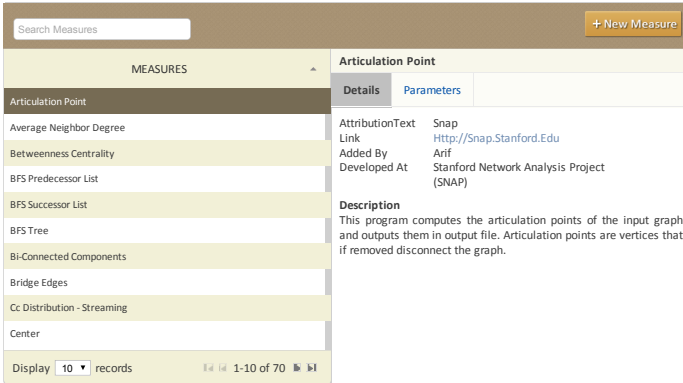 Search Measures
+ New Measure
MEASURES
Articulation Point
Average Neighbor Degree
Betweenness Centrality
BFS Predecessor List
BFS Successor List
BFS Tree
Bi-Connected Components
Bridge Edges
Cc Distribution - Streaming
Center
Display 10 records 1-10 of 70
Articulation Point
Details Parameters
AttributionText Snap
Link Http://Snap.Stanford.Edu
Added By Arif
Developed At Stanford Network Analysis Project
(SNAP)
Description
This program computes the articulation points of the input graph
and outputs them in output file. Articulation points are vertices that
if removed disconnect the graph.